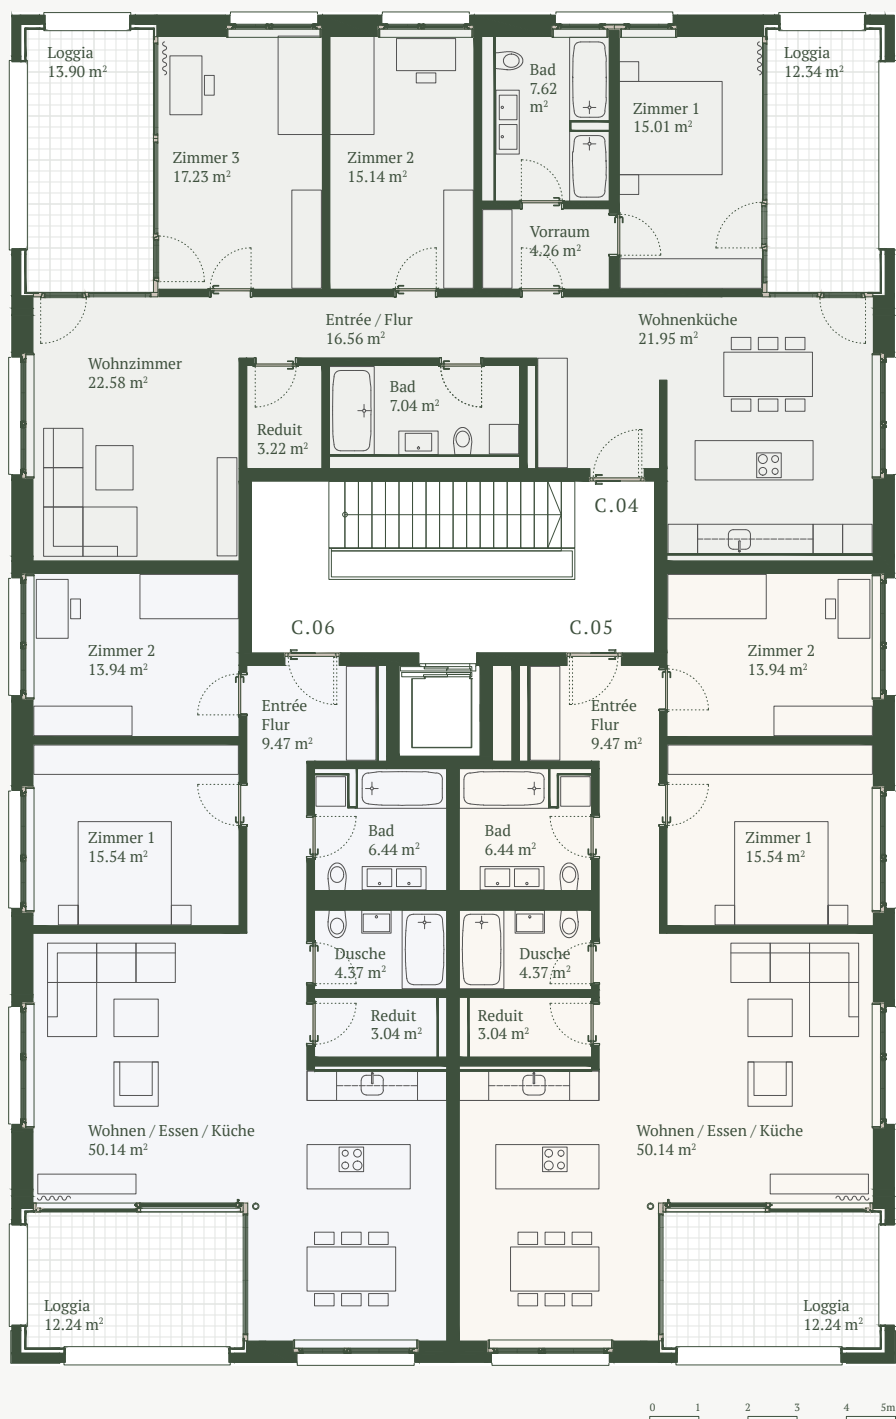 Loggia
13.90 m²
Zimmer 3
17.23 m²
Zimmer 2
15.14 m²
Bad
7.62
m²
Zimmer 1
15.01 m²
Loggia
12.34 m²
Vorraum
4.26 m²
Entrée / Flur
16.56 m²
Wohnenküche
21.95 m²
Wohnzimmer
22.58 m²
Bad
7.04 m²
Reduit
3.22 m²
C.04
C.06
C.05
Zimmer 2
13.94 m²
Entrée
Flur
9.47 m²
Entrée
Flur
9.47 m²
Zimmer 2
13.94 m²
Zimmer 1
15.54 m²
Bad
6.44 m²
Bad
6.44 m²
Zimmer 1
15.54 m²
Dusche
4.37 m²
Dusche
4.37 m²
Reduit
3.04 m²
Reduit
3.04 m²
Wohnen / Essen / Küche
50.14 m²
Wohnen / Essen / Küche
50.14 m²
Loggia
12.24 m²
Loggia
12.24 m²
0 1 2 3 4 5m